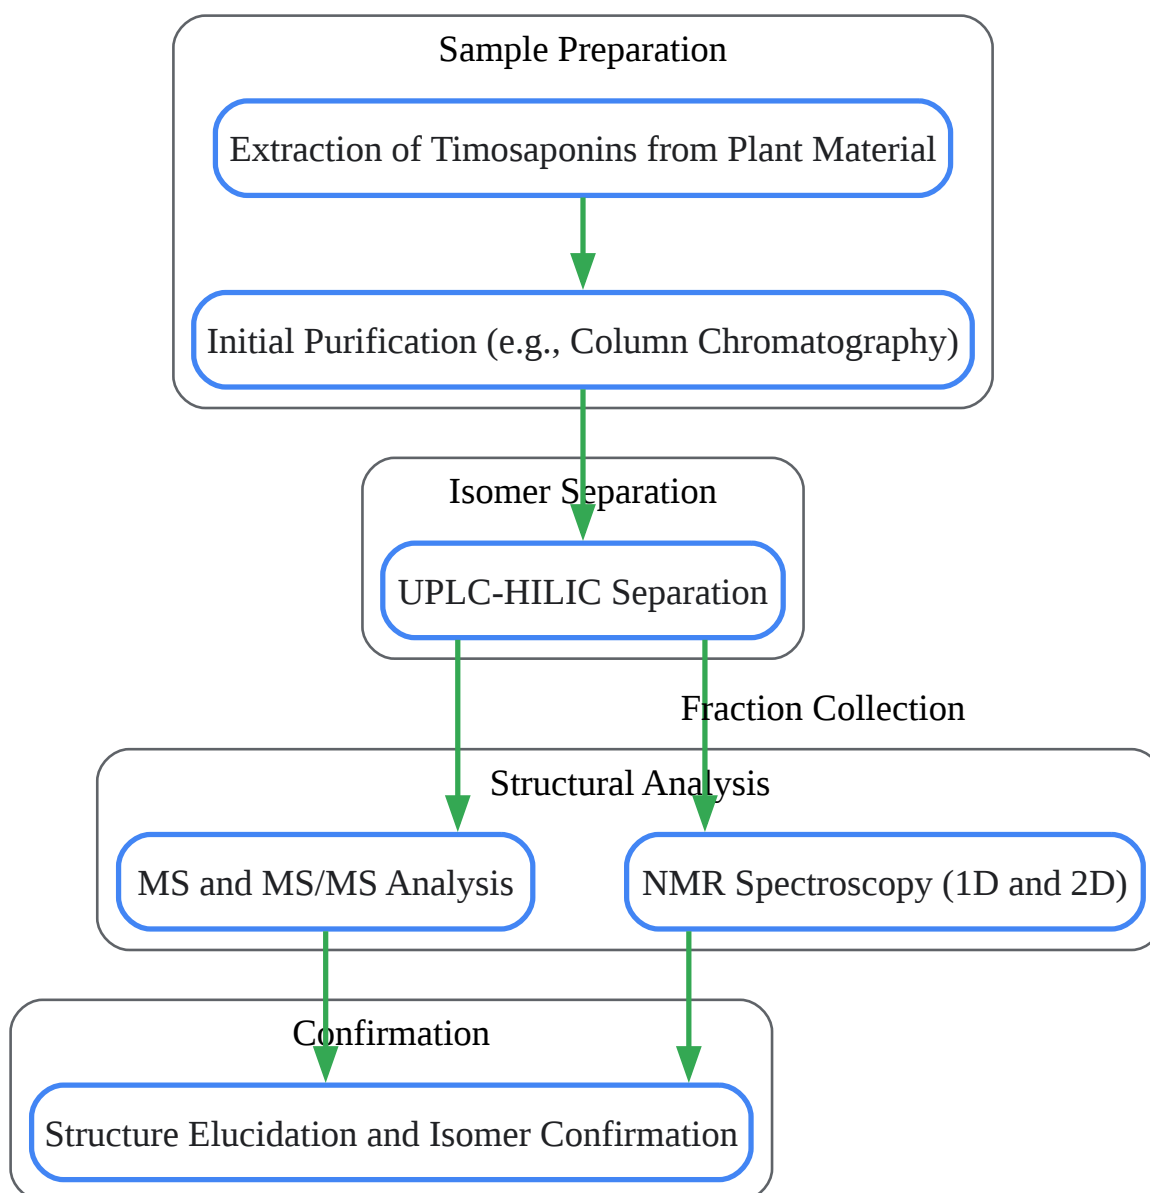 Sample Preparation
Extraction of Timosaponins from Plant Material
Initial Purification (e.g., Column Chromatography)
Isomer Separation
UPLC-HILIC Separation
Fraction Collection
Structural Analysis
MS and MS/MS Analysis
NMR Spectroscopy (1D and 2D)
Confirmation
Structure Elucidation and Isomer Confirmation